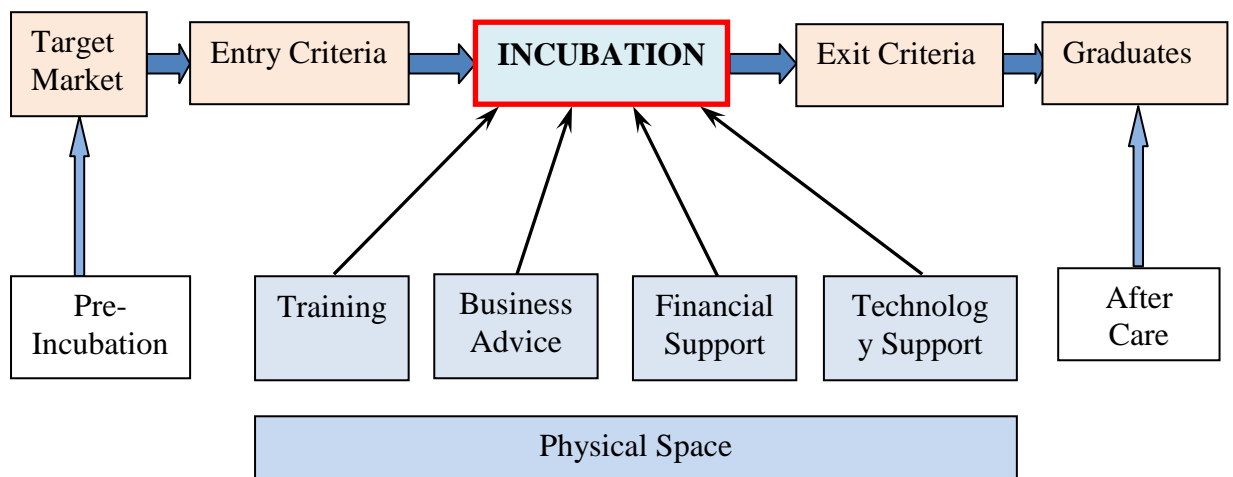 Target
Market
Entry Criteria
INCUBATION
Exit Criteria
Graduates
Pre-
Incubation
Training
Business
Advice
Financial
Support
Technolog
y Support
After
Care
Physical Space